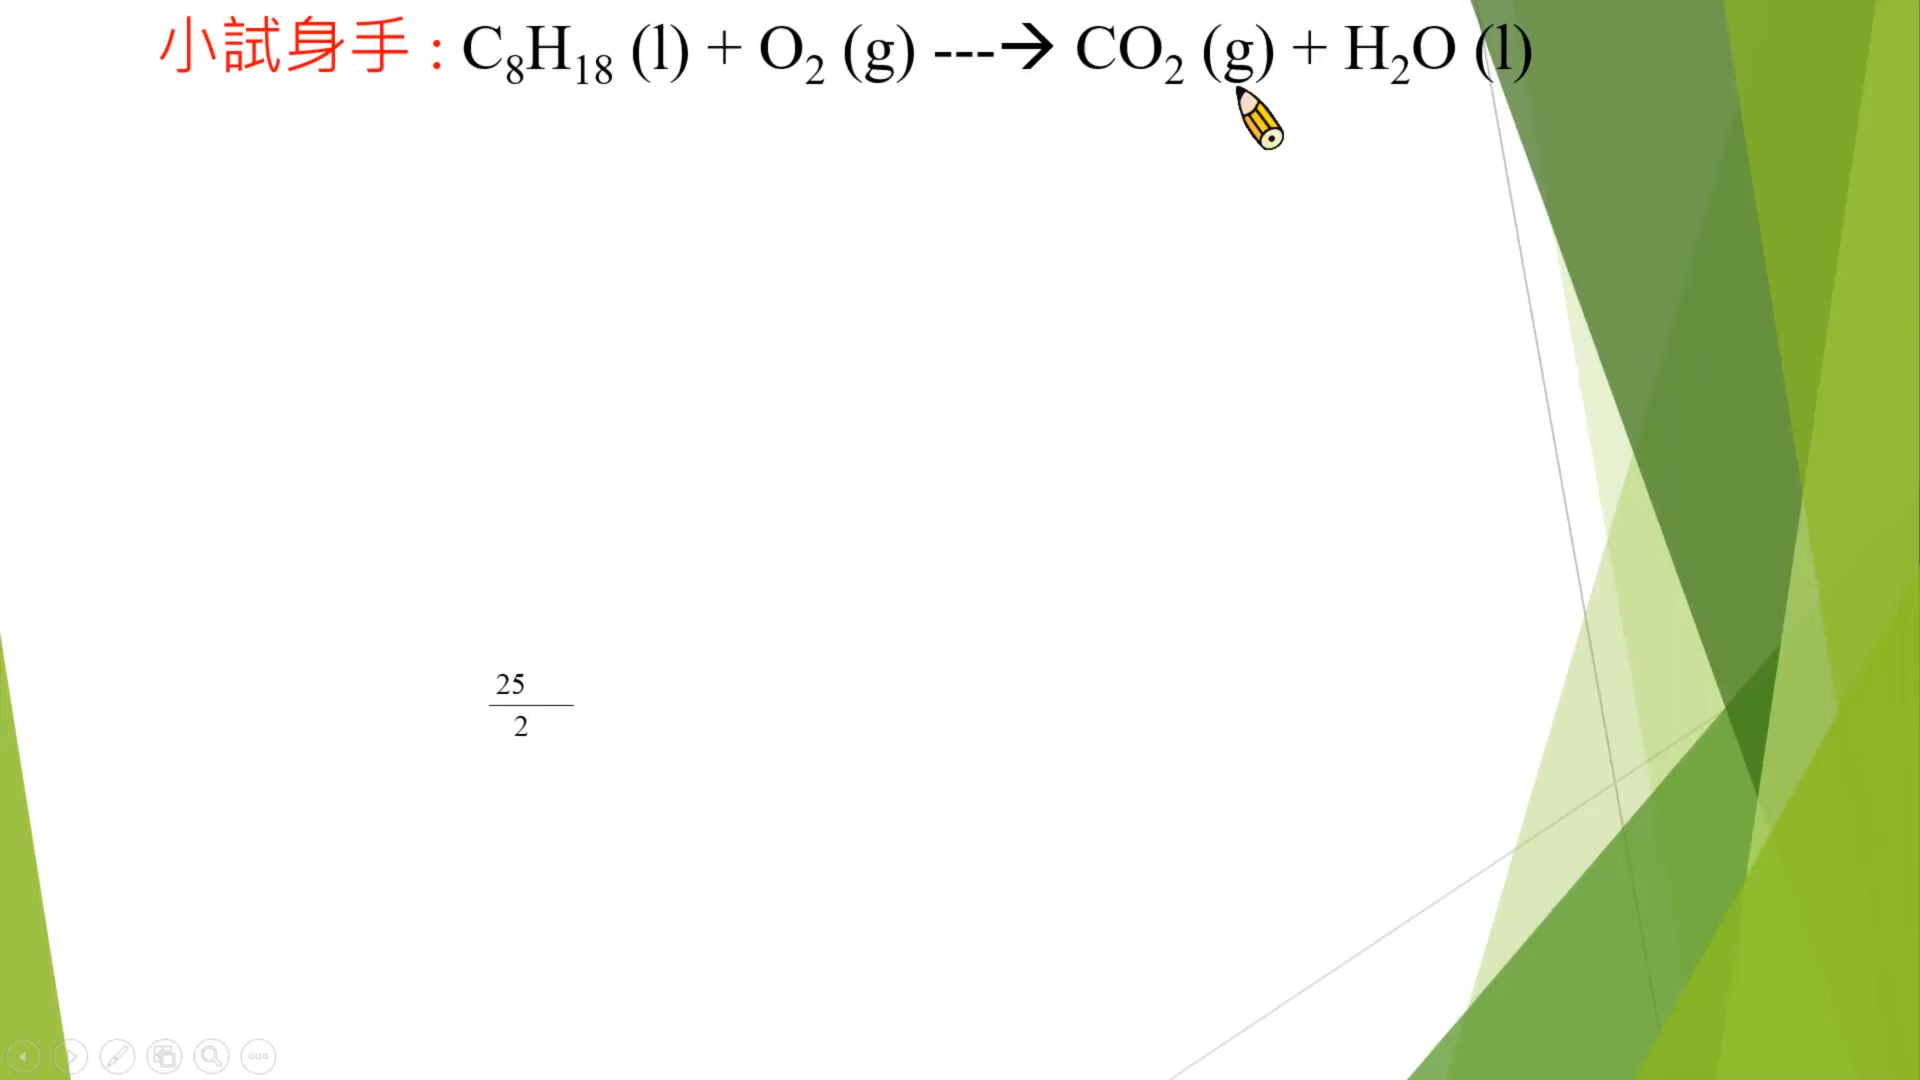 小試身手 : C₈H₁₈ (l) + O₂ (g) ---→ CO₂ (g) + H₂O (l)
25
2